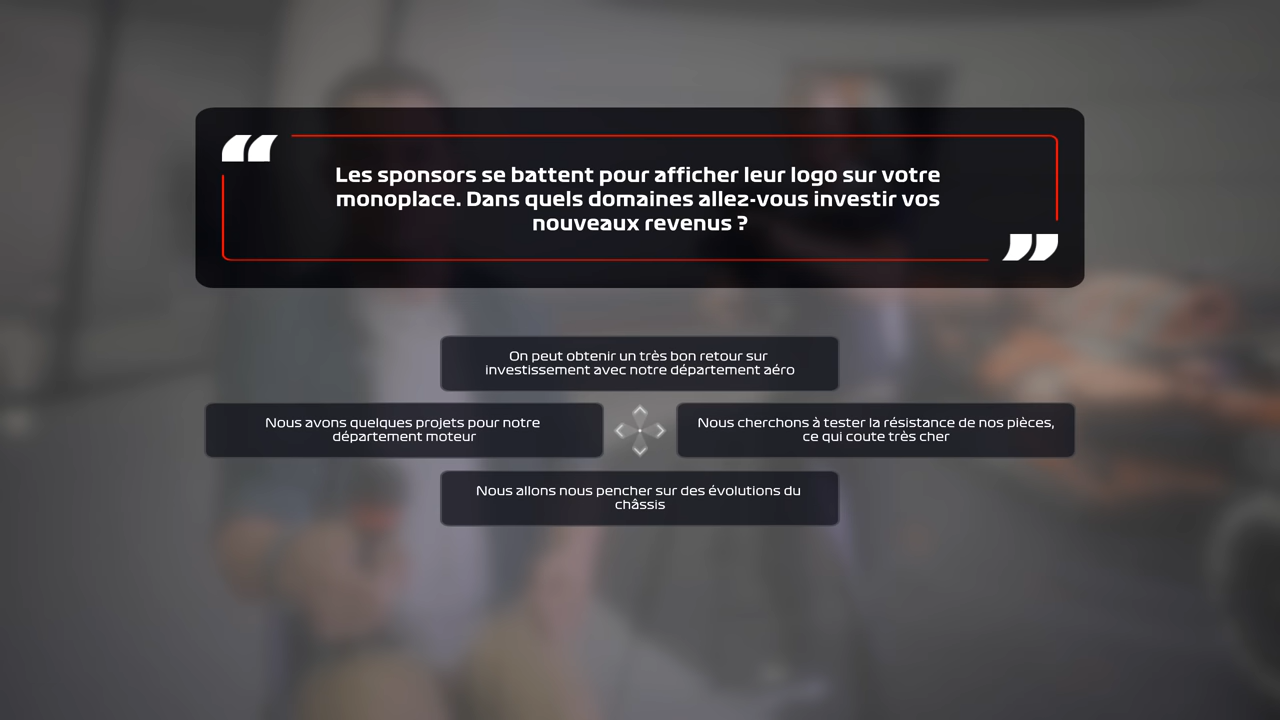 Les sponsors se battent pour afficher leur logo sur votre
monoplace. Dans quels domaines allez-vous investir vos
nouveaux revenus ?
On peut obtenir un très bon retour sur
investissement avec notre département aéro
Nous avons quelques projets pour notre
département moteur
Nous cherchons à tester la résistance de nos pièces,
ce qui coute très cher
Nous allons nous pencher sur des évolutions du
châssis